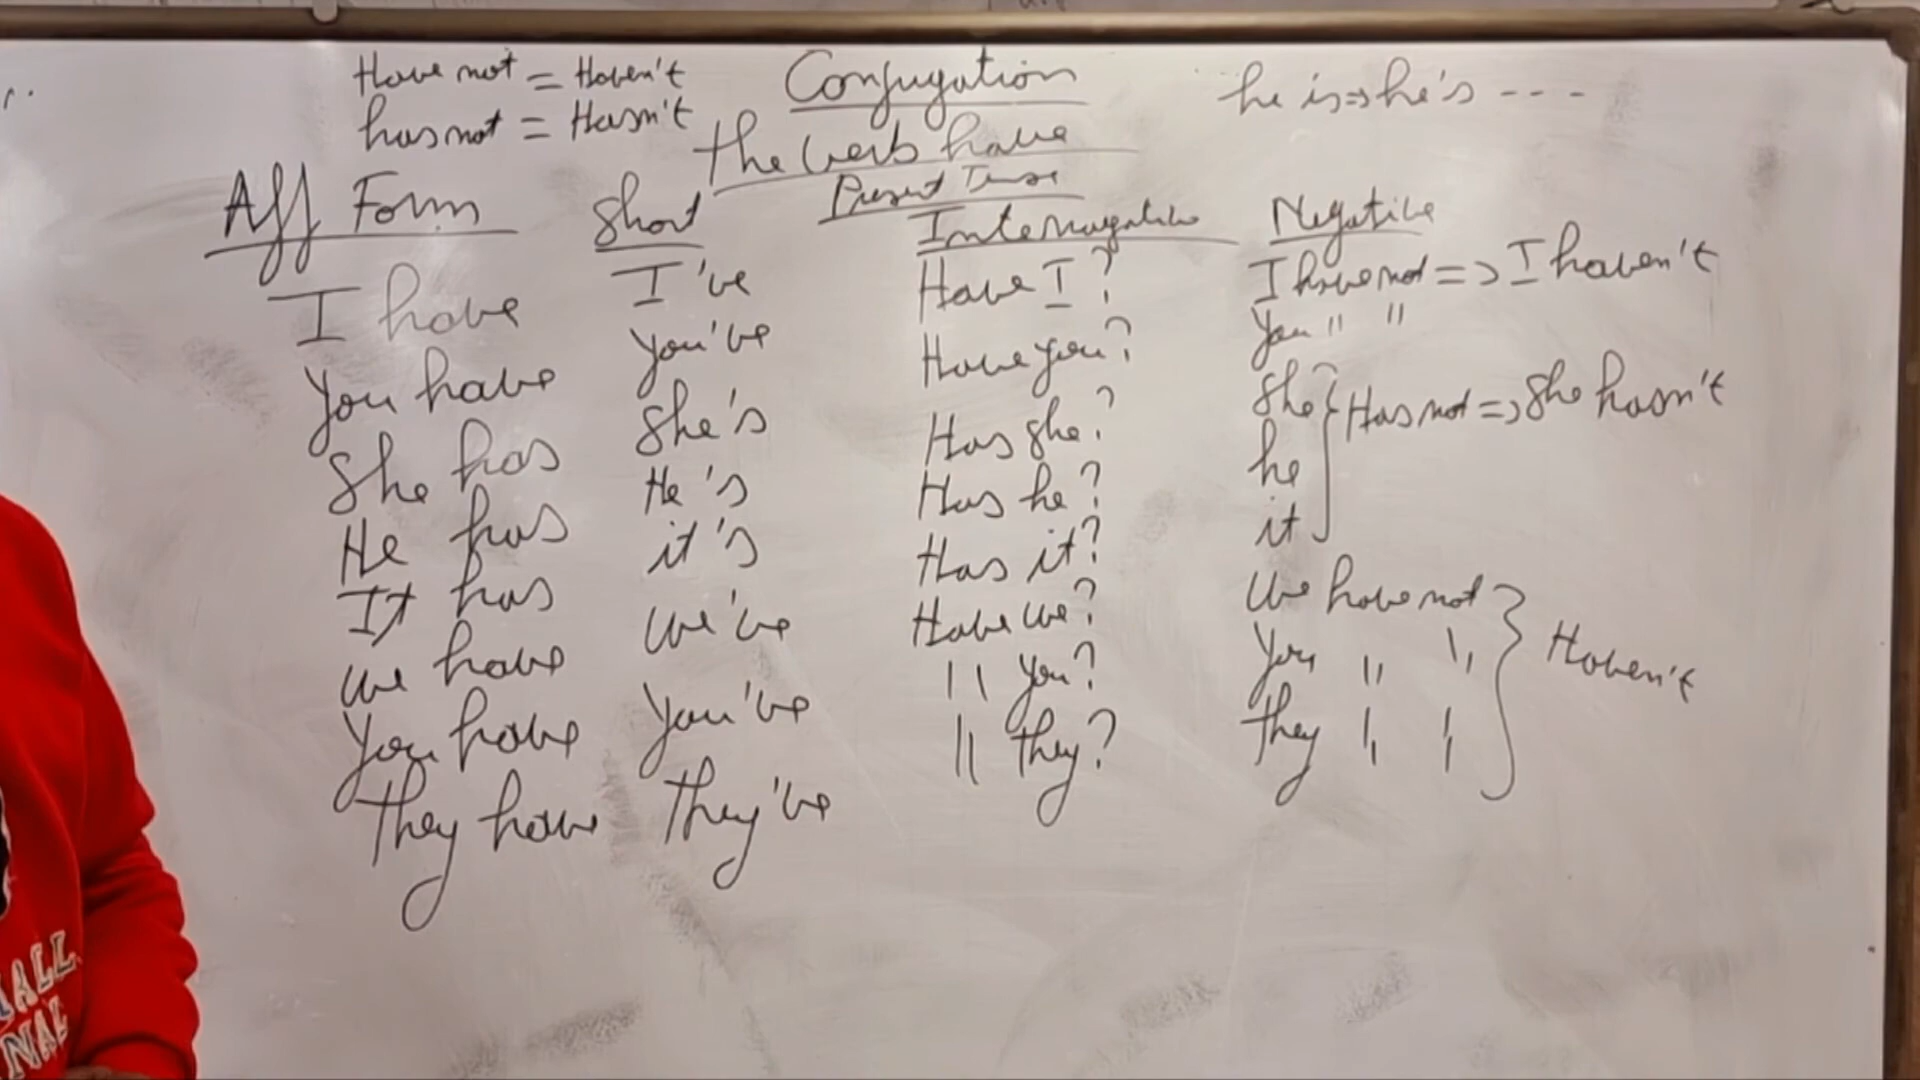 Have not = Haven't
has not = Hasn't
Conjugation
he is => he's ---
the verb have
Present Tense
Aff Form
Short
Interrogative
Negative
I have
I've
Have I?
I have not => I haven't
You have
you've
Have you?
You " "
She has
She's
Has she?
She
Has not => She hasn't
He has
He's
Has he?
he
It has
it's
Has it?
it
We have
we've
Have we?
We have not
Haven't
You have
You've
" you?
You " "
They have
They've
" they?
they " "
ALL
NAL